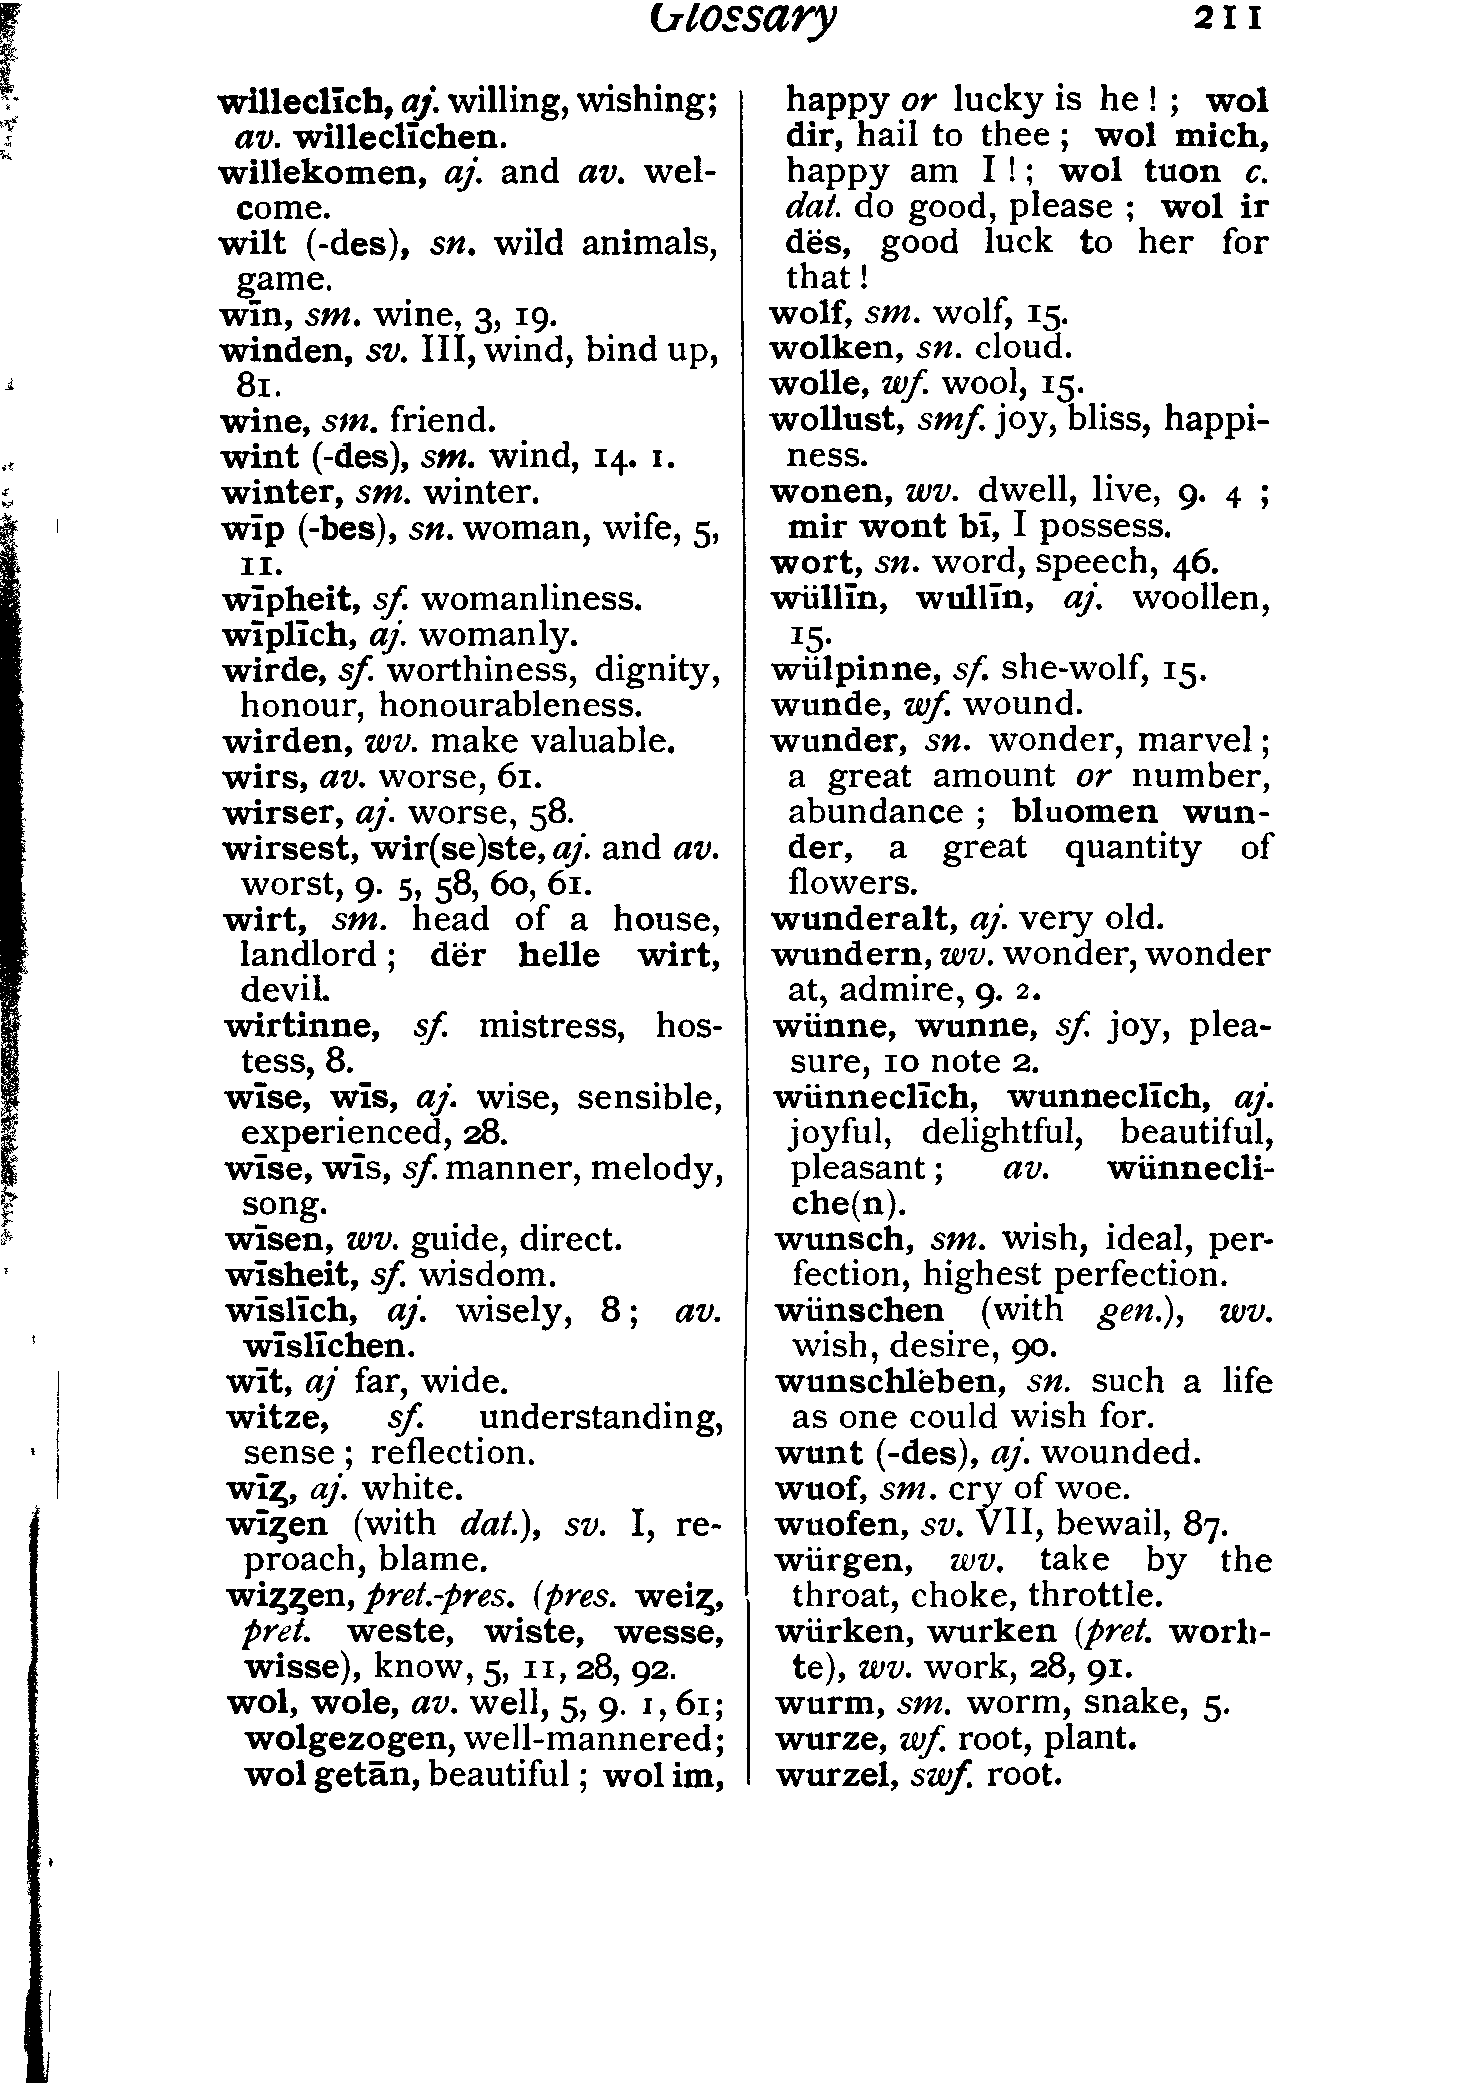 Glossary 211
willeclīch, aj. willing, wishing;
av. willeclīchen.
willekomen, aj. and av. wel-
come.
wilt (-des), sn. wild animals,
game.
wīn, sm. wine, 3, 19.
winden, sv. III, wind, bind up,
81.
wine, sm. friend.
wint (-des), sm. wind, 14. 1.
winter, sm. winter.
wīp (-bes), sn. woman, wife, 5,
11.
wīpheit, sf. womanliness.
wīplīch, aj. womanly.
wirde, sf. worthiness, dignity,
honour, honourableness.
wirden, wv. make valuable.
wirs, av. worse, 61.
wirser, aj. worse, 58.
wirsest, wir(se)ste, aj. and av.
worst, 9. 5, 58, 60, 61.
wirt, sm. head of a house,
landlord; dër helle wirt,
devil.
wirtinne, sf. mistress, hos-
tess, 8.
wīse, wīs, aj. wise, sensible,
experienced, 28.
wīse, wīs, sf. manner, melody,
song.
wīsen, wv. guide, direct.
wīsheit, sf. wisdom.
wīslīch, aj. wisely, 8; av.
wīslīchen.
wīt, aj far, wide.
witze, sf. understanding,
sense; reflection.
wīȥ, aj. white.
wīȥen (with dat.), sv. I, re-
proach, blame.
wiȥȥen, pret.-pres. (pres. weiȥ,
pret. weste, wiste, wesse,
wisse), know, 5, 11, 28, 92.
wol, wole, av. well, 5, 9. 1, 61;
wolgezogen, well-mannered;
wol getān, beautiful; wol im,
happy or lucky is he!; wol
dir, hail to thee; wol mich,
happy am I!; wol tuon c.
dat. do good, please; wol ir
dës, good luck to her for
that!
wolf, sm. wolf, 15.
wolken, sn. cloud.
wolle, wf. wool, 15.
wollust, smf. joy, bliss, happi-
ness.
wonen, wv. dwell, live, 9. 4;
mir wont bī, I possess.
wort, sn. word, speech, 46.
wüllīn, wullīn, aj. woollen,
15.
wülpinne, sf. she-wolf, 15.
wunde, wf. wound.
wunder, sn. wonder, marvel;
a great amount or number,
abundance; bluomen wun-
der, a great quantity of
flowers.
wunderalt, aj. very old.
wundern, wv. wonder, wonder
at, admire, 9. 2.
wünne, wunne, sf. joy, plea-
sure, 10 note 2.
wünneclīch, wunneclīch, aj.
joyful, delightful, beautiful,
pleasant; av. wünnecli-
che(n).
wunsch, sm. wish, ideal, per-
fection, highest perfection.
wünschen (with gen.), wv.
wish, desire, 90.
wunschlëben, sn. such a life
as one could wish for.
wunt (-des), aj. wounded.
wuof, sm. cry of woe.
wuofen, sv. VII, bewail, 87.
würgen, wv. take by the
throat, choke, throttle.
würken, wurken (pret. worh-
te), wv. work, 28, 91.
wurm, sm. worm, snake, 5.
wurze, wf. root, plant.
wurzel, swf. root.